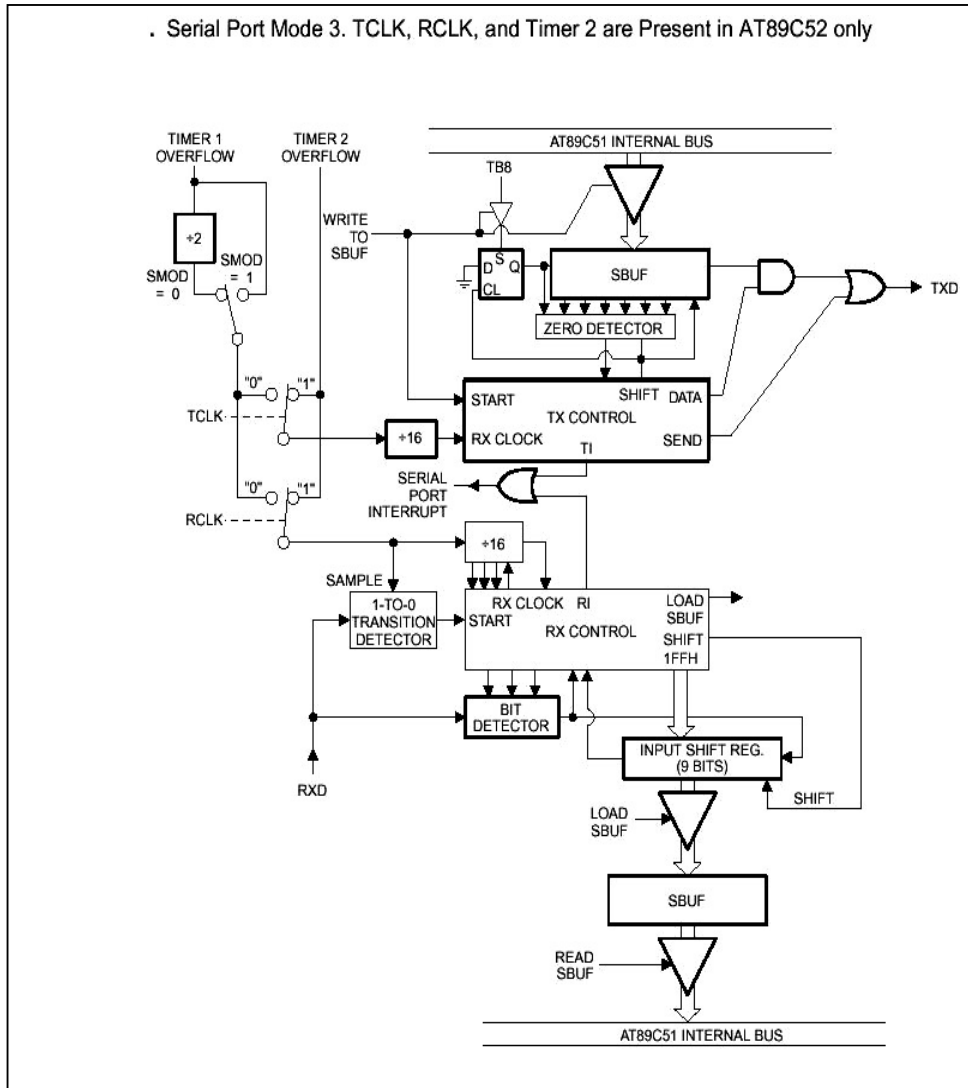 . Serial Port Mode 3. TCLK, RCLK, and Timer 2 are Present in AT89C52 only
TIMER 1
OVERFLOW
TIMER 2
OVERFLOW
AT89C51 INTERNAL BUS
TB8
WRITE
TO
SBUF
÷2
SMOD
= 0
SMOD
= 1
D
S
Q
CL
SBUF
TXD
ZERO DETECTOR
"0"
"1"
TCLK
START
SHIFT
DATA
TX CONTROL
÷16
RX CLOCK
SEND
TI
SERIAL
PORT
INTERRUPT
"0"
"1"
RCLK
÷16
SAMPLE
1-TO-0
TRANSITION
DETECTOR
RX CLOCK
RI
START
RX CONTROL
LOAD
SBUF
SHIFT
1FFH
BIT
DETECTOR
RXD
INPUT SHIFT REG.
(9 BITS)
SHIFT
LOAD
SBUF
SBUF
READ
SBUF
AT89C51 INTERNAL BUS